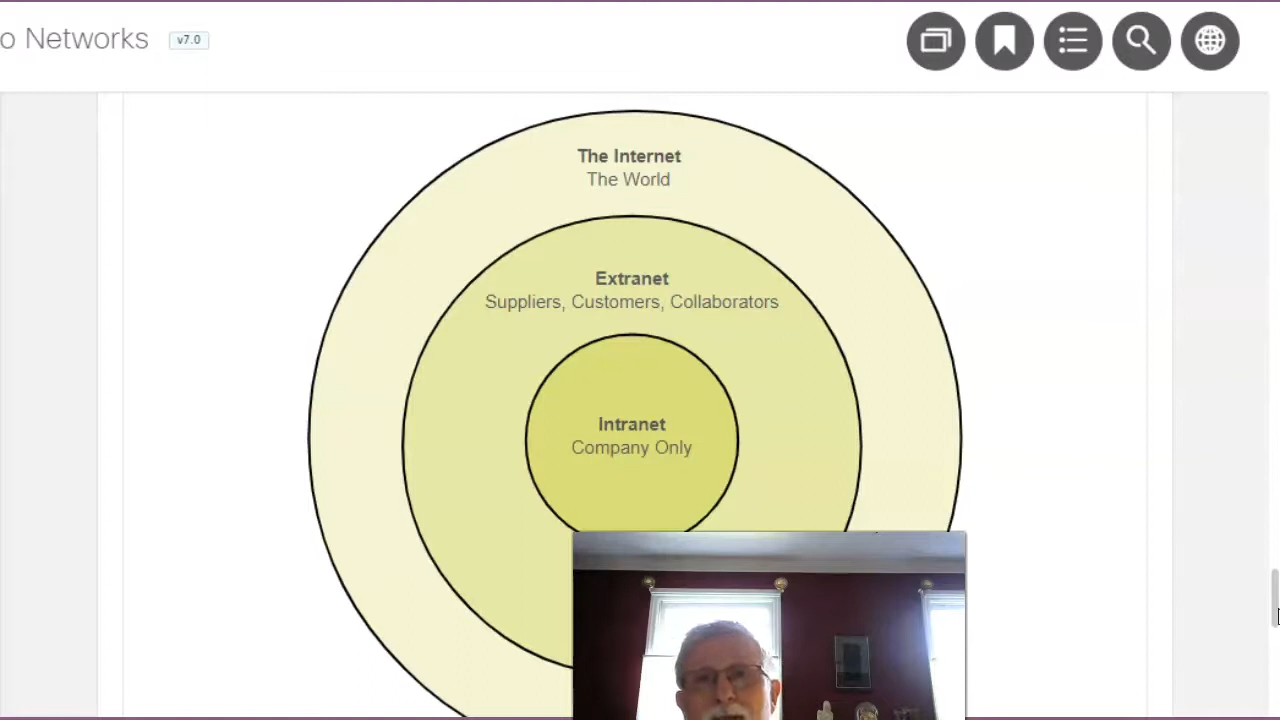 o Networks v7.0
The Internet
The World
Extranet
Suppliers, Customers, Collaborators
Intranet
Company Only